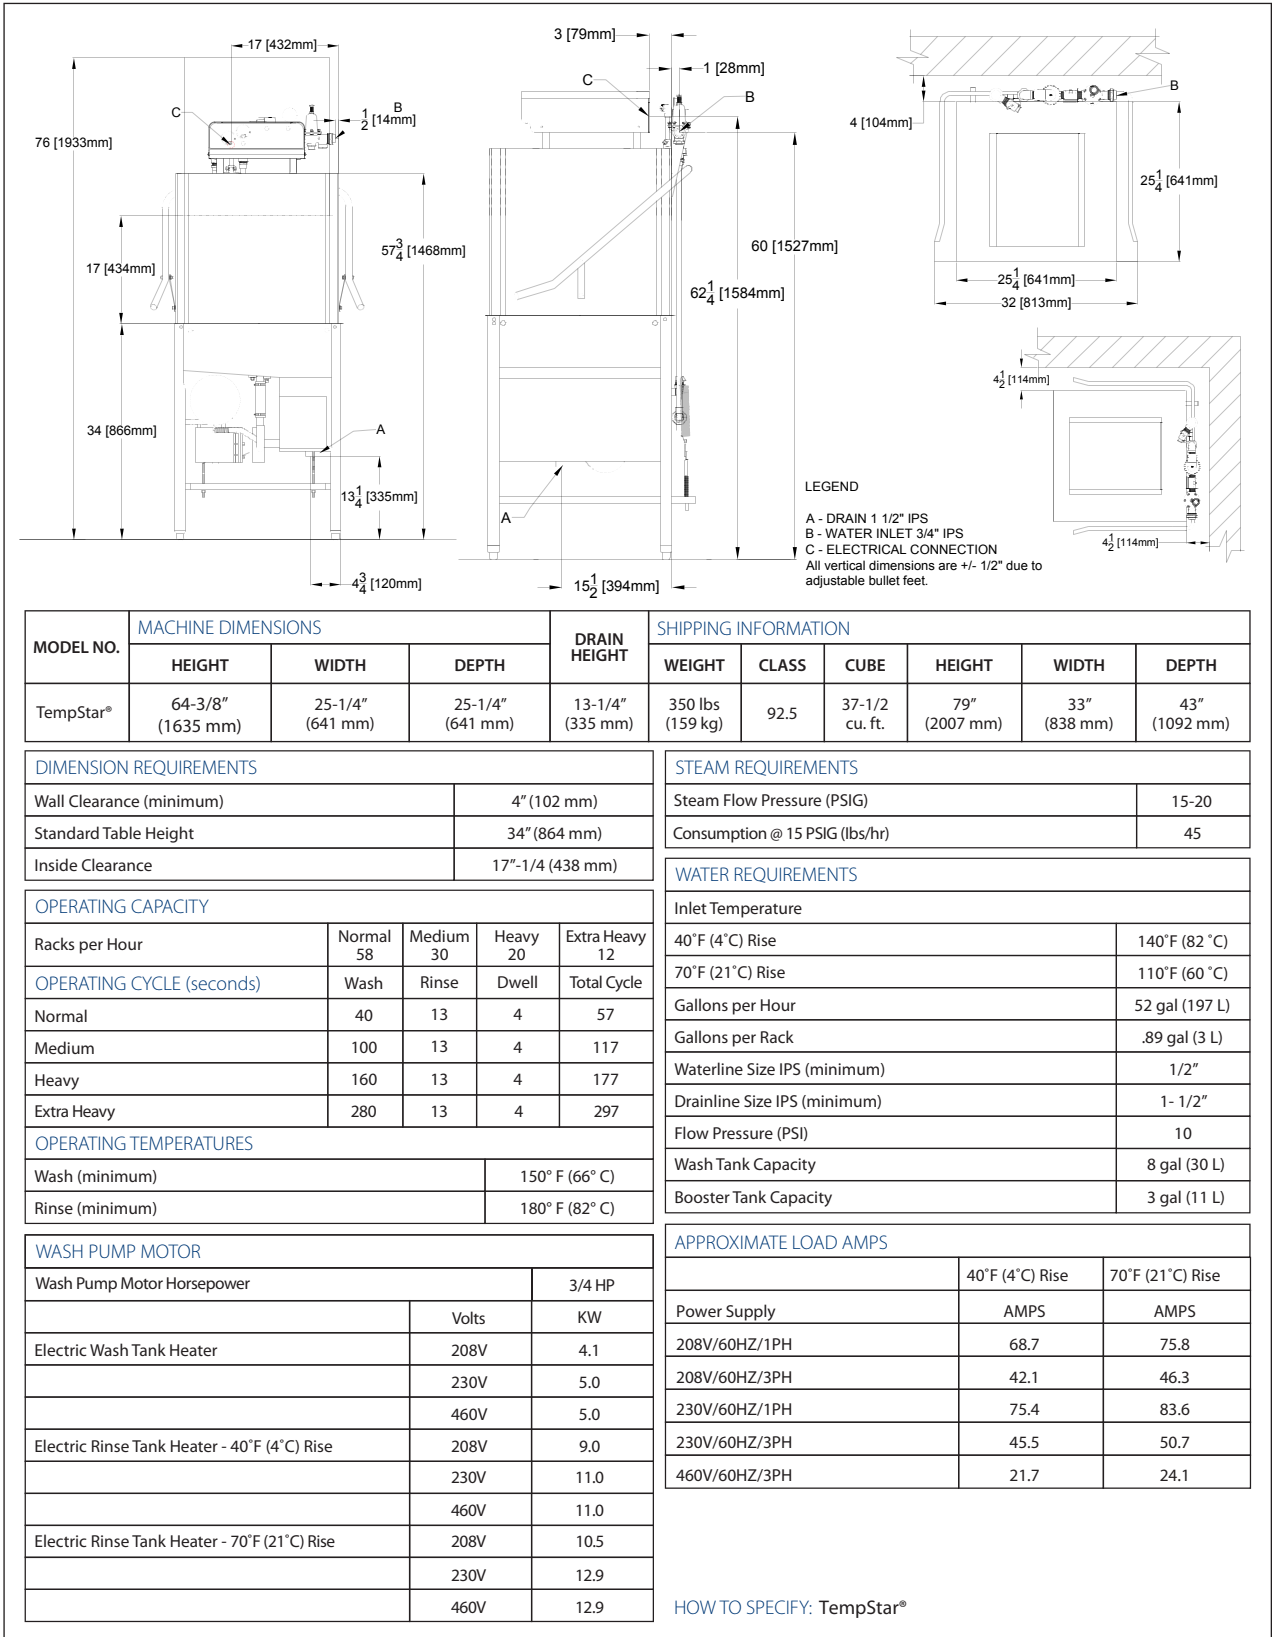 17 [432mm]
C
B
1/2 [14mm]
76 [1933mm]
57 3/4 [1468mm]
17 [434mm]
34 [866mm]
A
13 1/4 [335mm]
4 3/4 [120mm]
3 [79mm]
1 [28mm]
C
B
60 [1527mm]
62 1/4 [1584mm]
A
15 1/2 [394mm]
B
4 [104mm]
25 1/4 [641mm]
25 1/4 [641mm]
32 [813mm]
4 1/2 [114mm]
4 1/2 [114mm]
LEGEND
A - DRAIN 1 1/2" IPS
B - WATER INLET 3/4" IPS
C - ELECTRICAL CONNECTION
All vertical dimensions are +/- 1/2" due to
adjustable bullet feet.
MODEL NO. MACHINE DIMENSIONS DRAIN HEIGHT SHIPPING INFORMATION
HEIGHT WIDTH DEPTH WEIGHT CLASS CUBE HEIGHT WIDTH DEPTH
TempStar® 64-3/8" 25-1/4" 25-1/4" 13-1/4" 350 lbs 92.5 37-1/2 79" 33" 43"
(1635 mm) (641 mm) (641 mm) (335 mm) (159 kg) cu. ft. (2007 mm) (838 mm) (1092 mm)
DIMENSION REQUIREMENTS
Wall Clearance (minimum) 4" (102 mm)
Standard Table Height 34" (864 mm)
Inside Clearance 17"-1/4 (438 mm)
OPERATING CAPACITY
Racks per Hour Normal Medium Heavy Extra Heavy
58 30 20 12
OPERATING CYCLE (seconds) Wash Rinse Dwell Total Cycle
Normal 40 13 4 57
Medium 100 13 4 117
Heavy 160 13 4 177
Extra Heavy 280 13 4 297
OPERATING TEMPERATURES
Wash (minimum) 150° F (66° C)
Rinse (minimum) 180° F (82° C)
WASH PUMP MOTOR
Wash Pump Motor Horsepower 3/4 HP
Volts KW
Electric Wash Tank Heater 208V 4.1
230V 5.0
460V 5.0
Electric Rinse Tank Heater - 40˚F (4˚C) Rise 208V 9.0
230V 11.0
460V 11.0
Electric Rinse Tank Heater - 70˚F (21˚C) Rise 208V 10.5
230V 12.9
460V 12.9
STEAM REQUIREMENTS
Steam Flow Pressure (PSIG) 15-20
Consumption @ 15 PSIG (lbs/hr) 45
WATER REQUIREMENTS
Inlet Temperature
40˚F (4˚C) Rise 140˚F (82 ˚C)
70˚F (21˚C) Rise 110˚F (60 ˚C)
Gallons per Hour 52 gal (197 L)
Gallons per Rack .89 gal (3 L)
Waterline Size IPS (minimum) 1/2"
Drainline Size IPS (minimum) 1- 1/2"
Flow Pressure (PSI) 10
Wash Tank Capacity 8 gal (30 L)
Booster Tank Capacity 3 gal (11 L)
APPROXIMATE LOAD AMPS
40˚F (4˚C) Rise 70˚F (21˚C) Rise
Power Supply AMPS AMPS
208V/60HZ/1PH 68.7 75.8
208V/60HZ/3PH 42.1 46.3
230V/60HZ/1PH 75.4 83.6
230V/60HZ/3PH 45.5 50.7
460V/60HZ/3PH 21.7 24.1
HOW TO SPECIFY: TempStar®